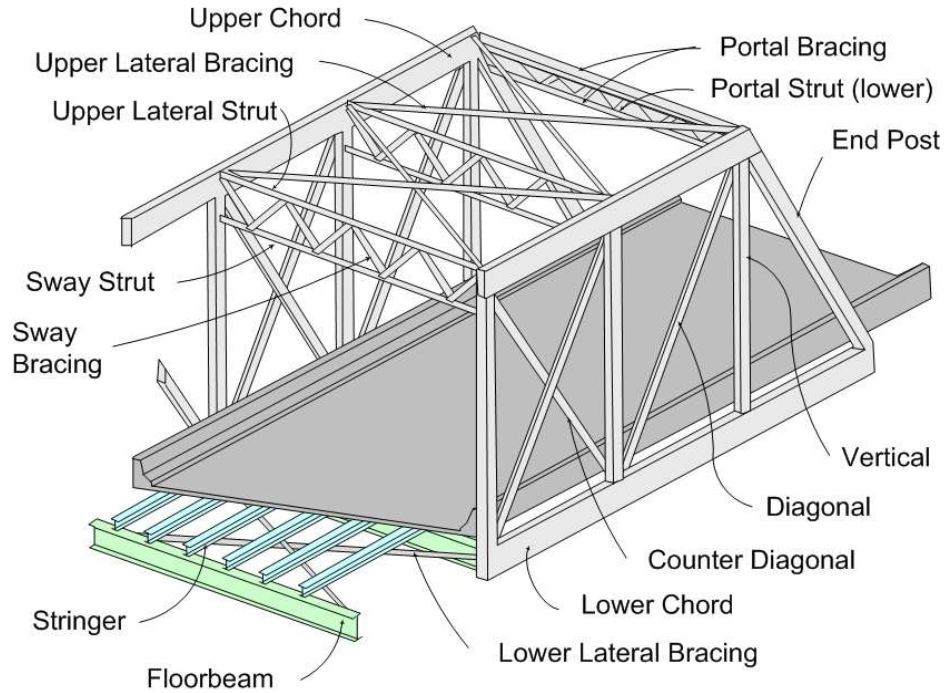 Upper Chord
Upper Lateral Bracing
Upper Lateral Strut
Portal Bracing
Portal Strut (lower)
End Post
Sway Strut
Sway
Bracing
Vertical
Diagonal
Counter Diagonal
Lower Chord
Lower Lateral Bracing
Stringer
Floorbeam